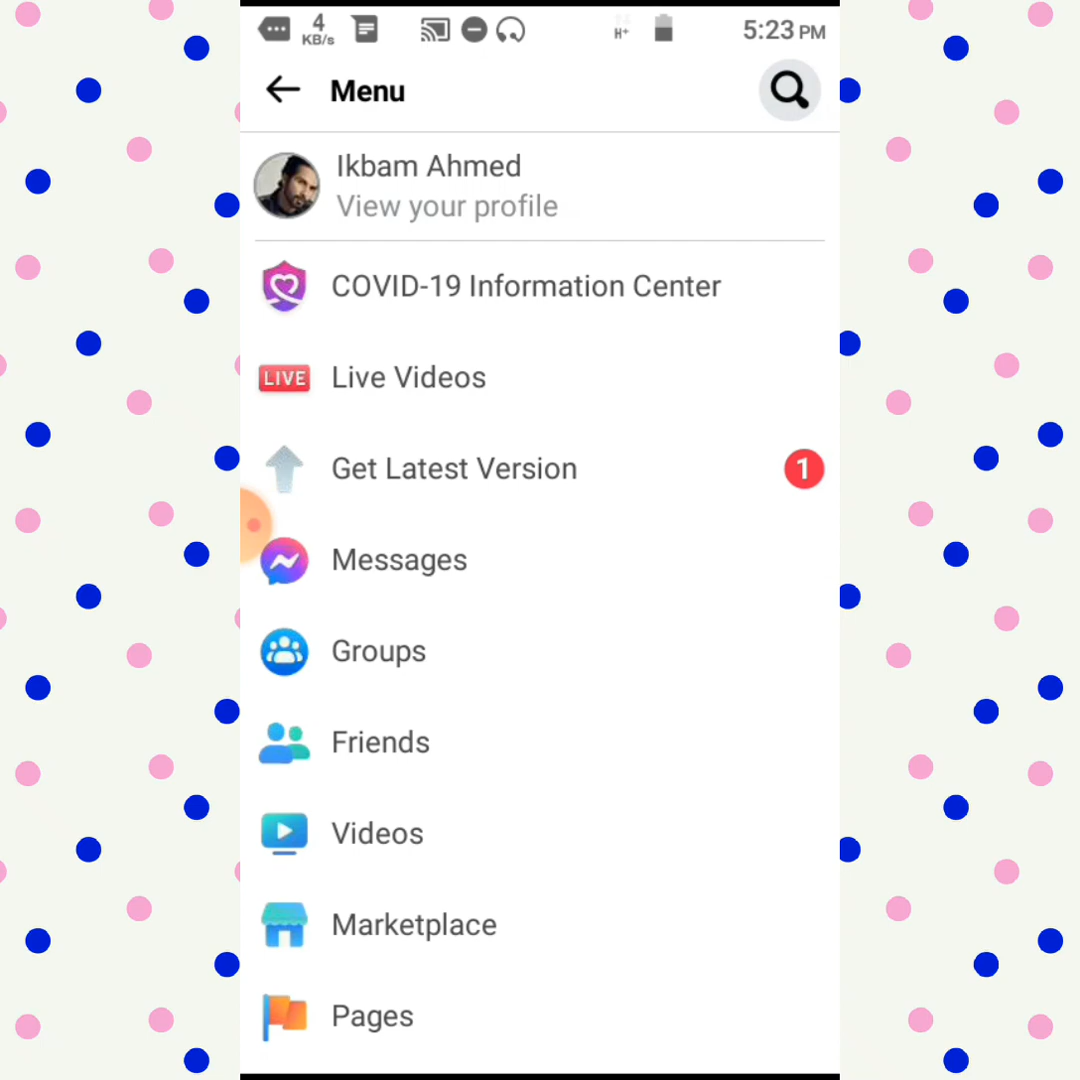 4
KB/s
H+
5:23 PM
Menu
Ikbam Ahmed
View your profile
COVID-19 Information Center
LIVE Live Videos
Get Latest Version 1
Messages
Groups
Friends
Videos
Marketplace
Pages